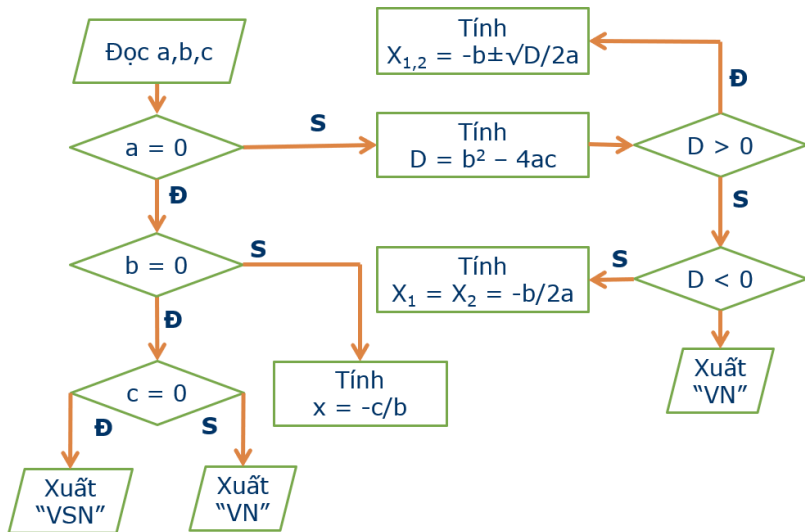 Đọc a,b,c
Tính
X₁,₂ = -b±√D/2a
Đ
S
a = 0
Tính
D = b² – 4ac
D > 0
Đ
S
b = 0
S
Tính
X₁ = X₂ = -b/2a
S
D < 0
Đ
c = 0
Tính
x = -c/b
Xuất
“VN”
Đ
S
Xuất
“VSN”
Xuất
“VN”